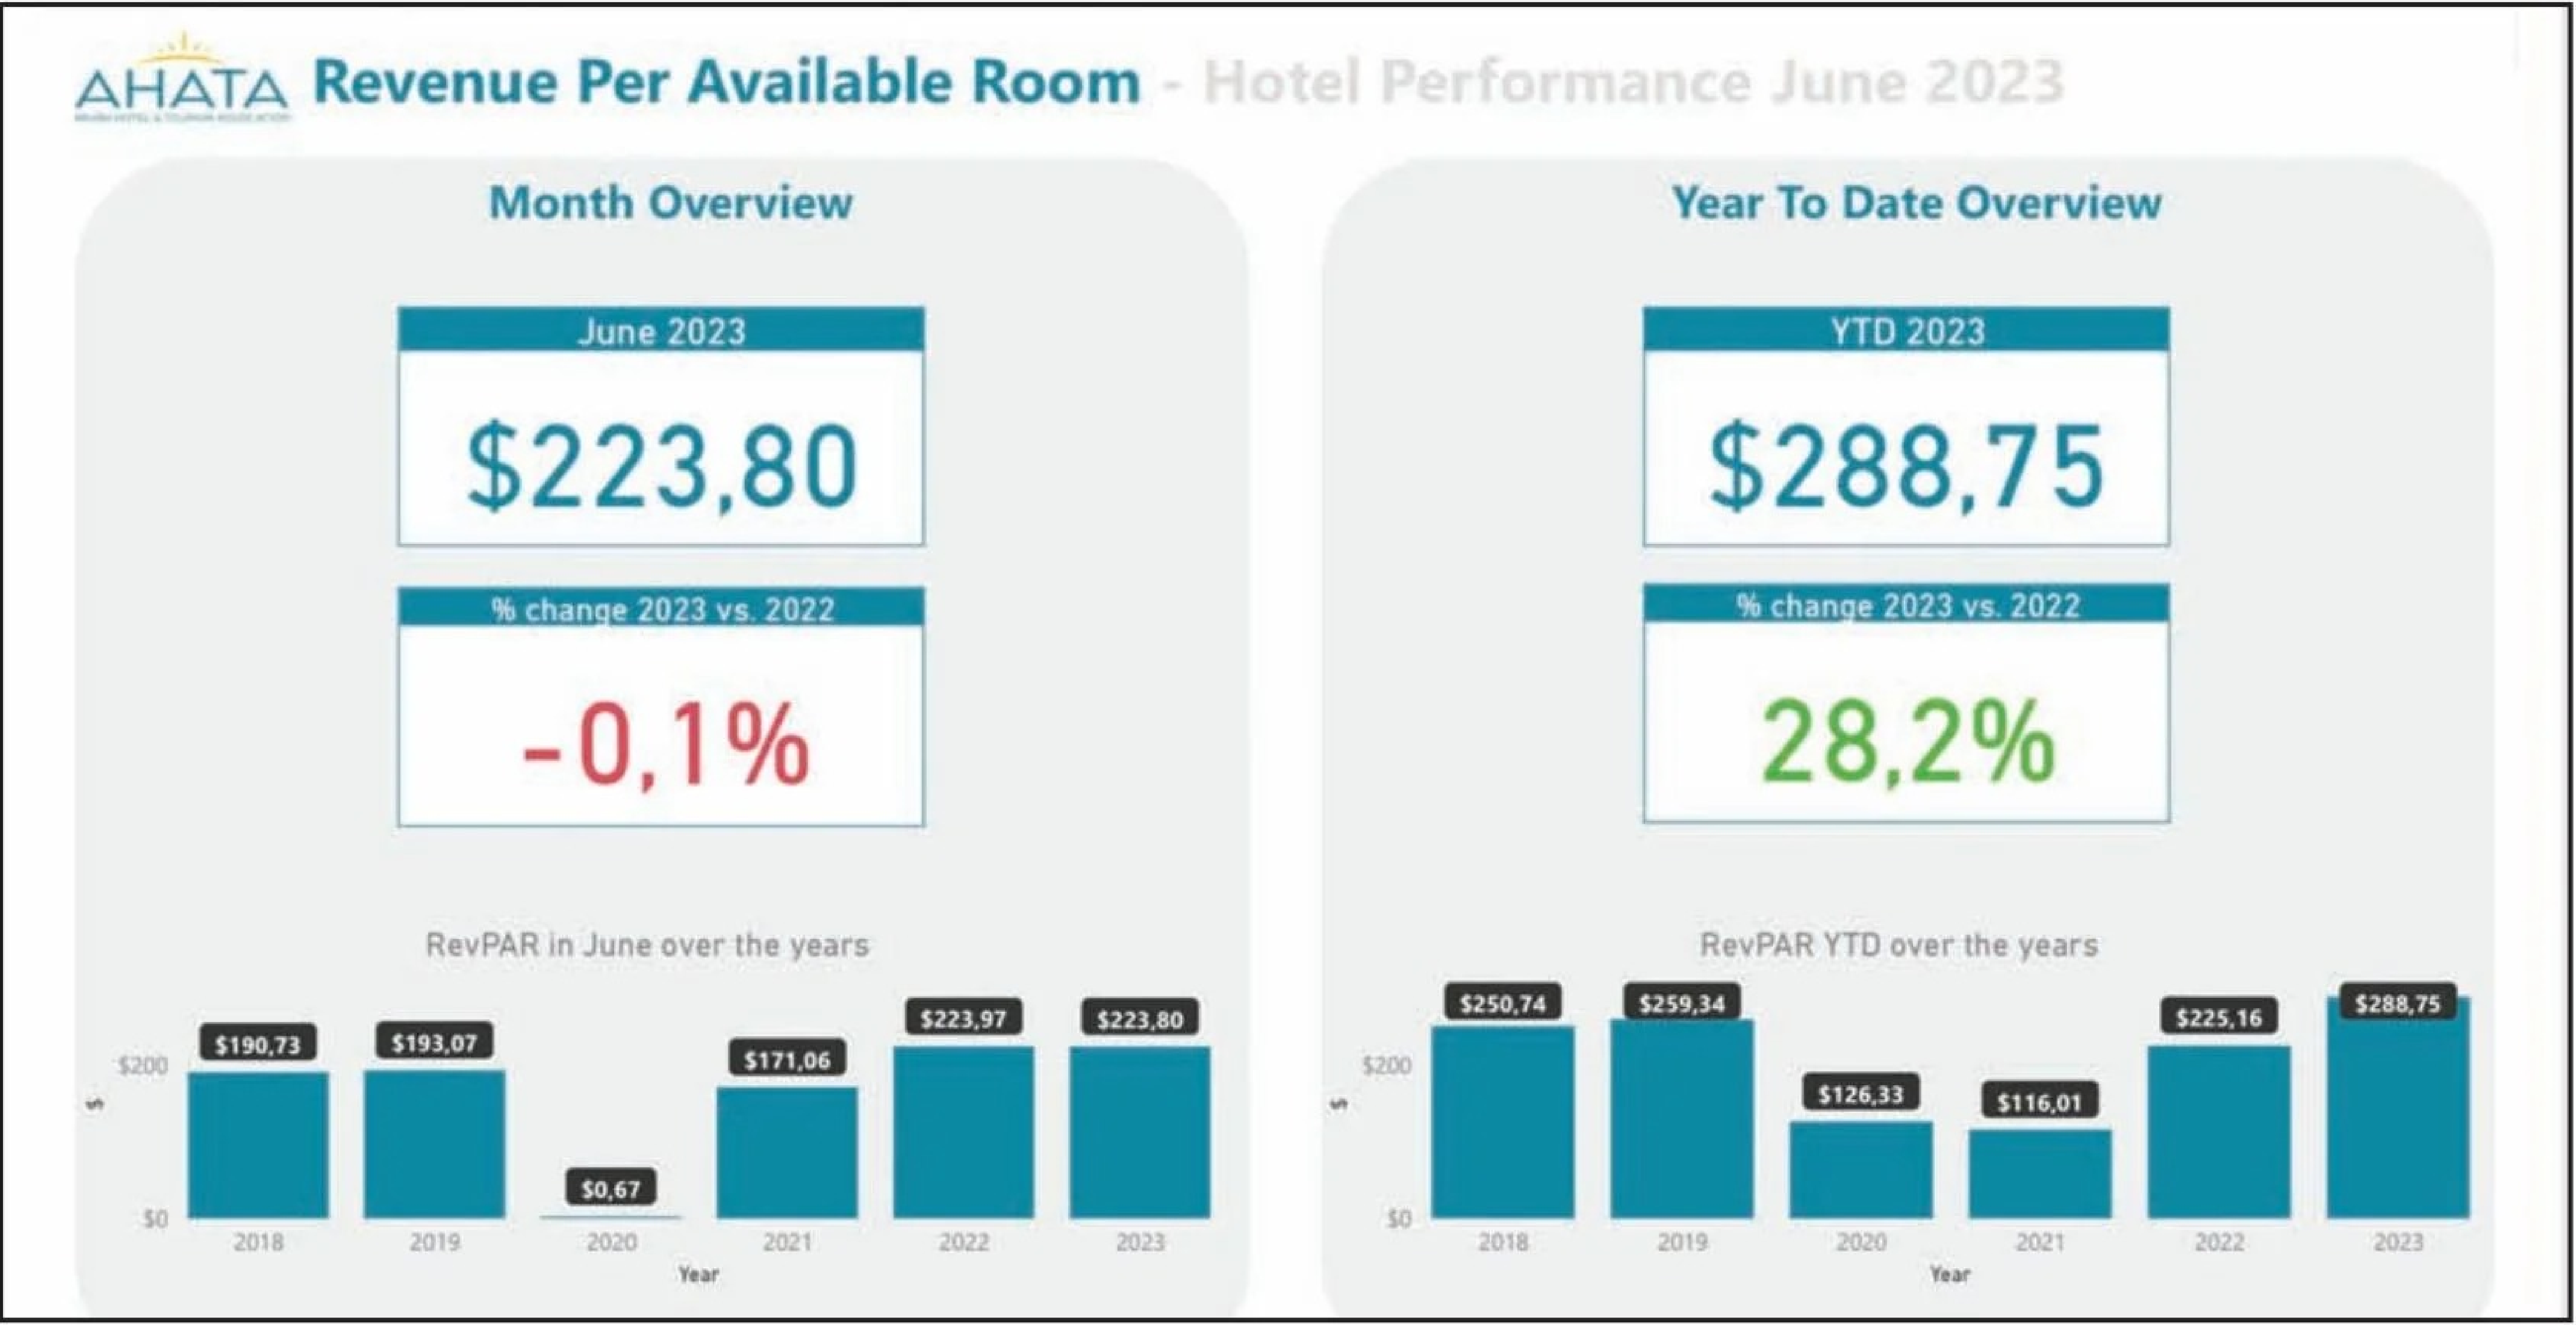 AHATA
Revenue Per Available Room - Hotel Performance June 2023
Month Overview
June 2023
$223,80
% change 2023 vs. 2022
-0,1%
RevPAR in June over the years
$190,73
$193,07
$0,67
$171,06
$223,97
$223,80
$200
$0
$
2018 2019 2020 2021 2022 2023
Year
Year To Date Overview
YTD 2023
$288,75
% change 2023 vs. 2022
28,2%
RevPAR YTD over the years
$250,74
$259,34
$126,33
$116,01
$225,16
$288,75
$200
$0
$
2018 2019 2020 2021 2022 2023
Year